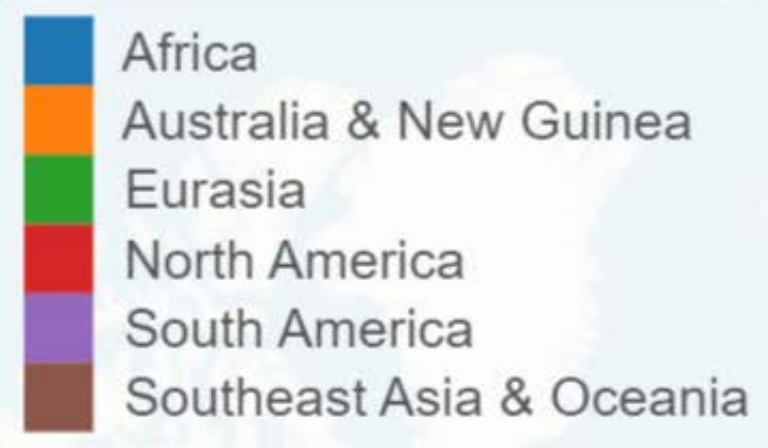 Africa
Australia & New Guinea
Eurasia
North America
South America
Southeast Asia & Oceania